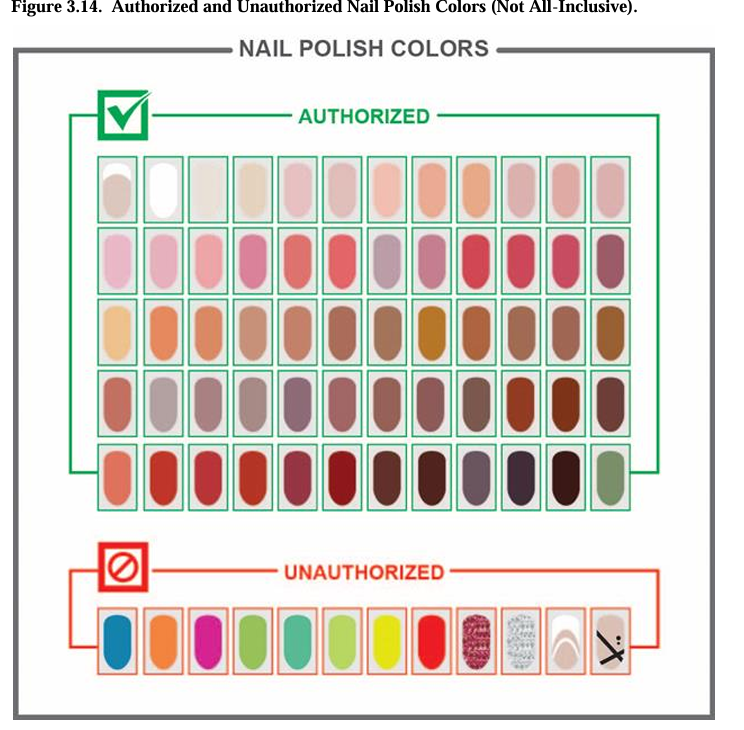 Figure 3.14.  Authorized and Unauthorized Nail Polish Colors (Not All-Inclusive).
NAIL POLISH COLORS
AUTHORIZED
UNAUTHORIZED